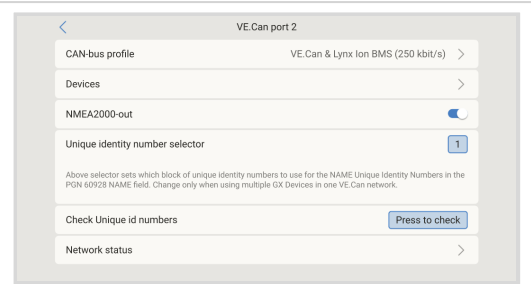 VE.Can port 2
CAN-bus profile VE.Can & Lynx Ion BMS (250 kbit/s)
Devices
NMEA2000-out
Unique identity number selector 1
Above selector sets which block of unique identity numbers to use for the NAME Unique Identity Numbers in the
PGN 60928 NAME field. Change only when using multiple GX Devices in one VE.Can network.
Check Unique id numbers Press to check
Network status